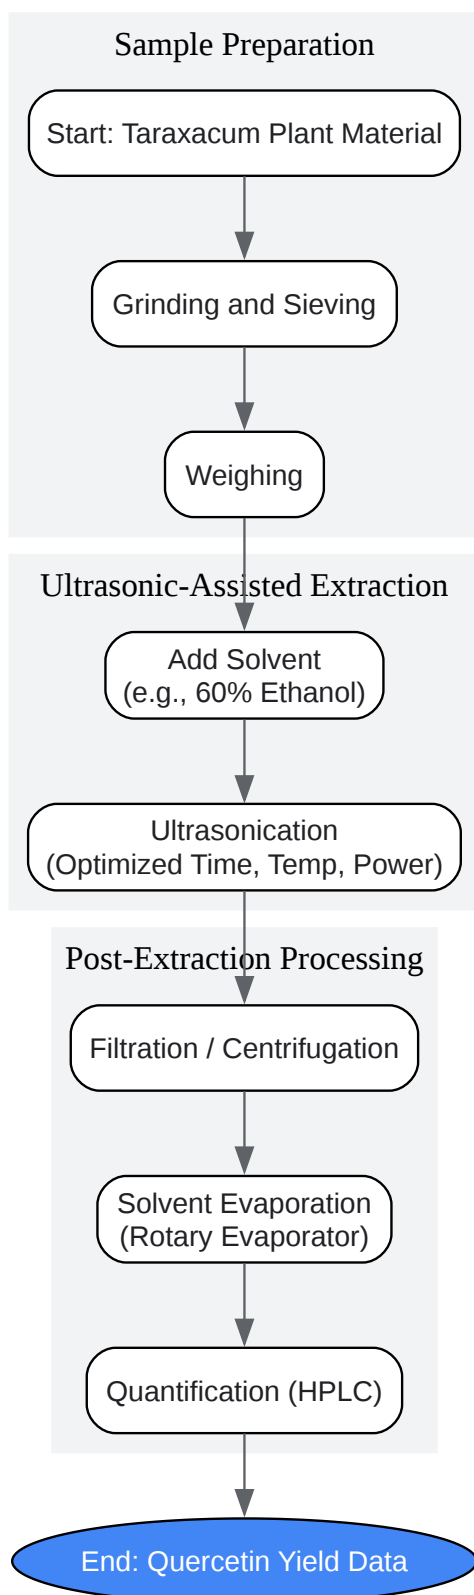 Sample Preparation
Start: Taraxacum Plant Material
Grinding and Sieving
Weighing
Ultrasonic-Assisted Extraction
Add Solvent
(e.g., 60% Ethanol)
Ultrasonication
(Optimized Time, Temp, Power)
Post-Extraction Processing
Filtration / Centrifugation
Solvent Evaporation
(Rotary Evaporator)
Quantification (HPLC)
End: Quercetin Yield Data